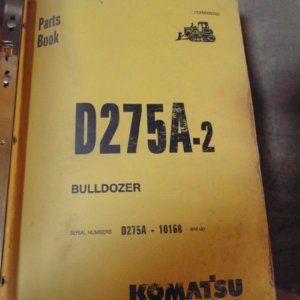 Parts
Book
D275A-2
BULLDOZER
SERIAL NUMBERS D275A - 10168 and up
KOMATSU